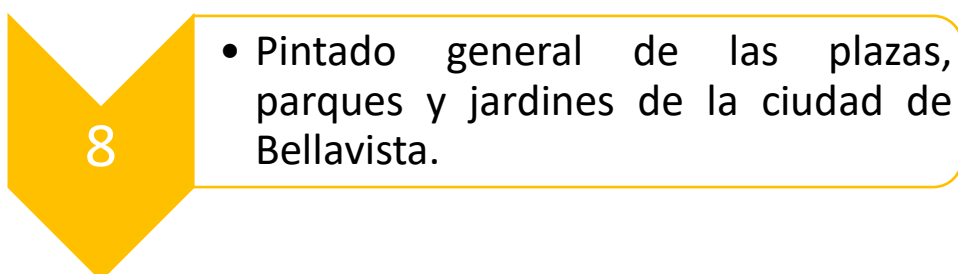 8
• Pintado general de las plazas,
parques y jardines de la ciudad de
Bellavista.